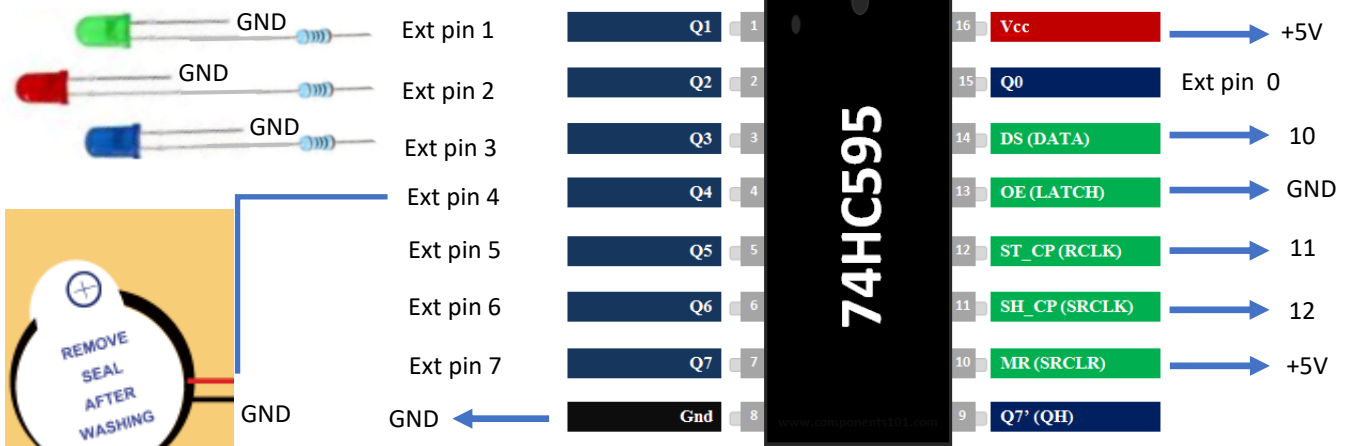 GND
Ext pin 1
Q1
1
16
Vcc
+5V
GND
Ext pin 2
Q2
2
15
Q0
Ext pin 0
GND
Ext pin 3
Q3
3
14
DS (DATA)
10
Ext pin 4
Q4
4
13
OE (LATCH)
GND
Ext pin 5
Q5
5
12
ST_CP (RCLK)
11
Ext pin 6
Q6
6
11
SH_CP (SRCLK)
12
Ext pin 7
Q7
7
10
MR (SRCLR)
+5V
GND
Gnd
8
9
Q7' (QH)
74HC595
www.components101.com
REMOVE
SEAL
AFTER
WASHING
GND